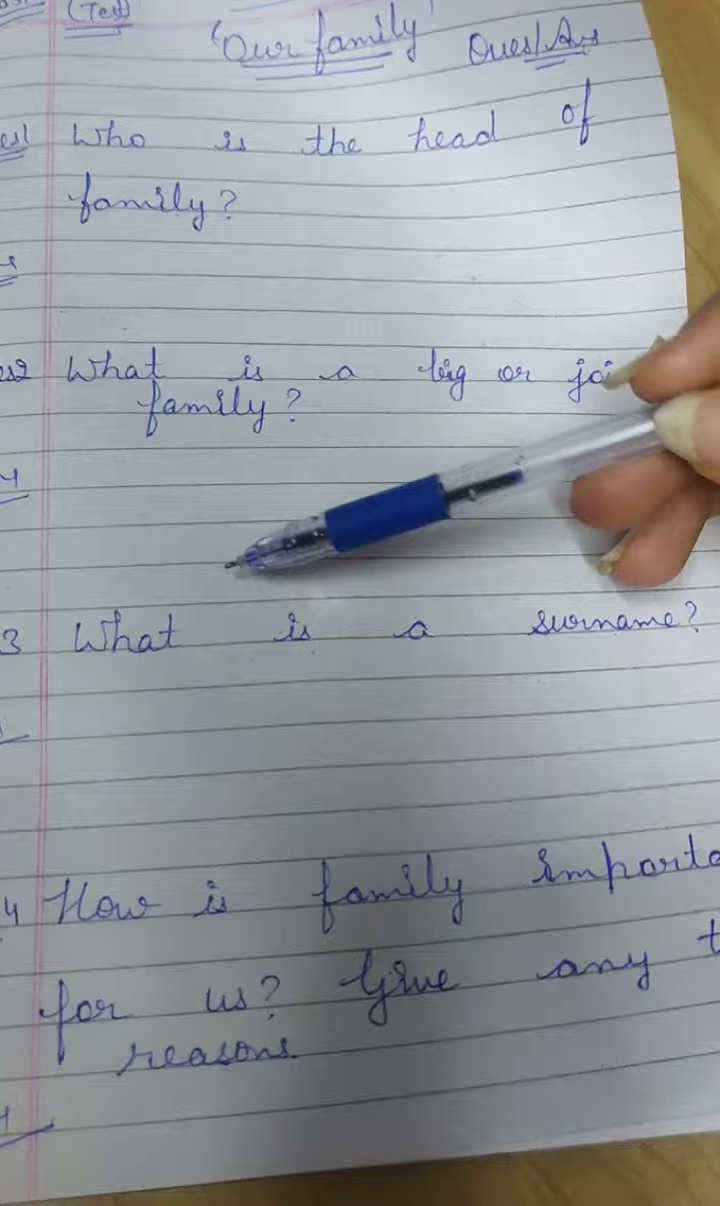 (Test)
'Our family' Ques/Ans
Who is the head of
family?
What is a big or
family?
3 What is a surname?
4 How is family
for us? Give any
reasons